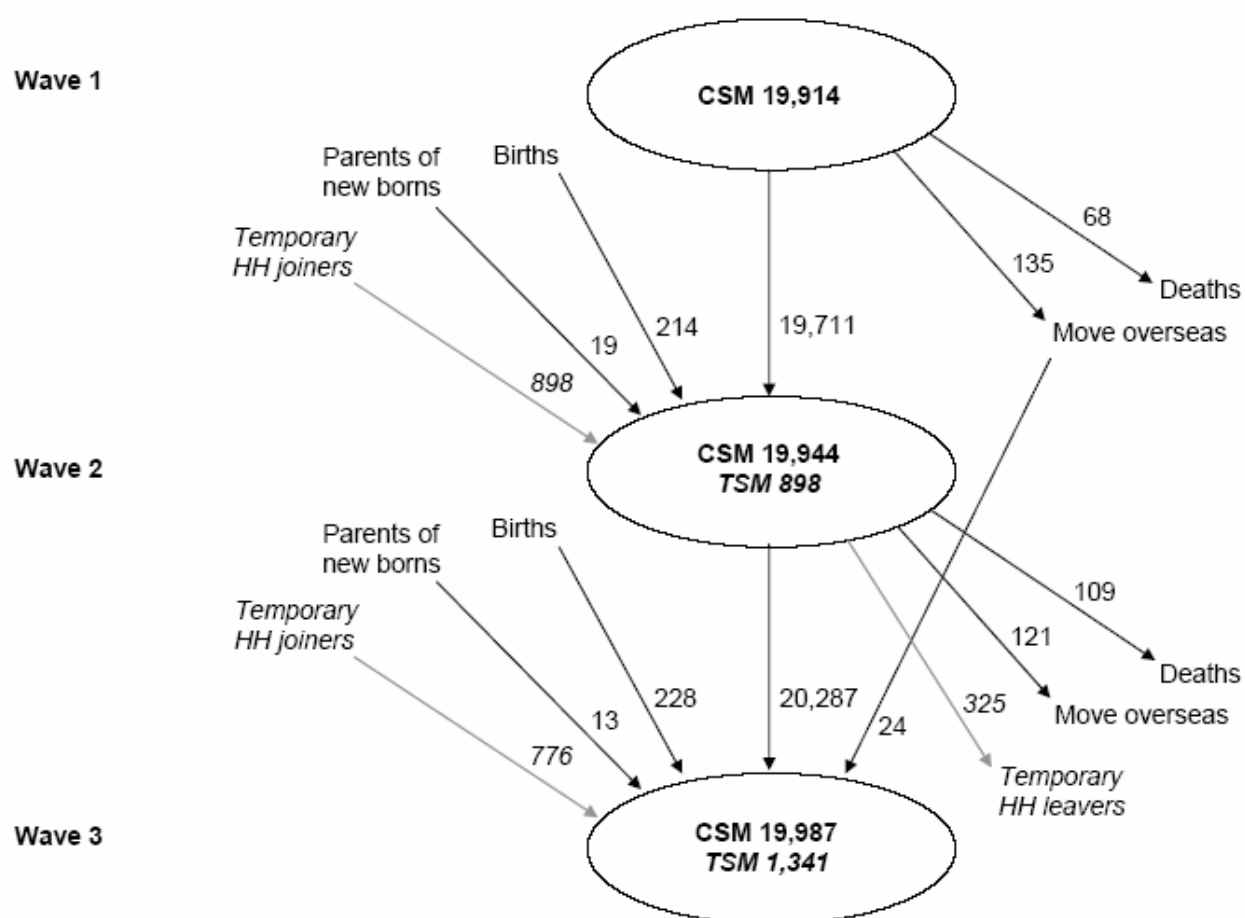 Wave 1
CSM 19,914
Parents of
new borns
Births
Temporary
HH joiners
68
135
Deaths
Move overseas
19,711
214
19
898
Wave 2
CSM 19,944
TSM 898
Parents of
new borns
Births
Temporary
HH joiners
109
121
Deaths
Move overseas
325
24
20,287
228
13
776
Temporary
HH leavers
Wave 3
CSM 19,987
TSM 1,341